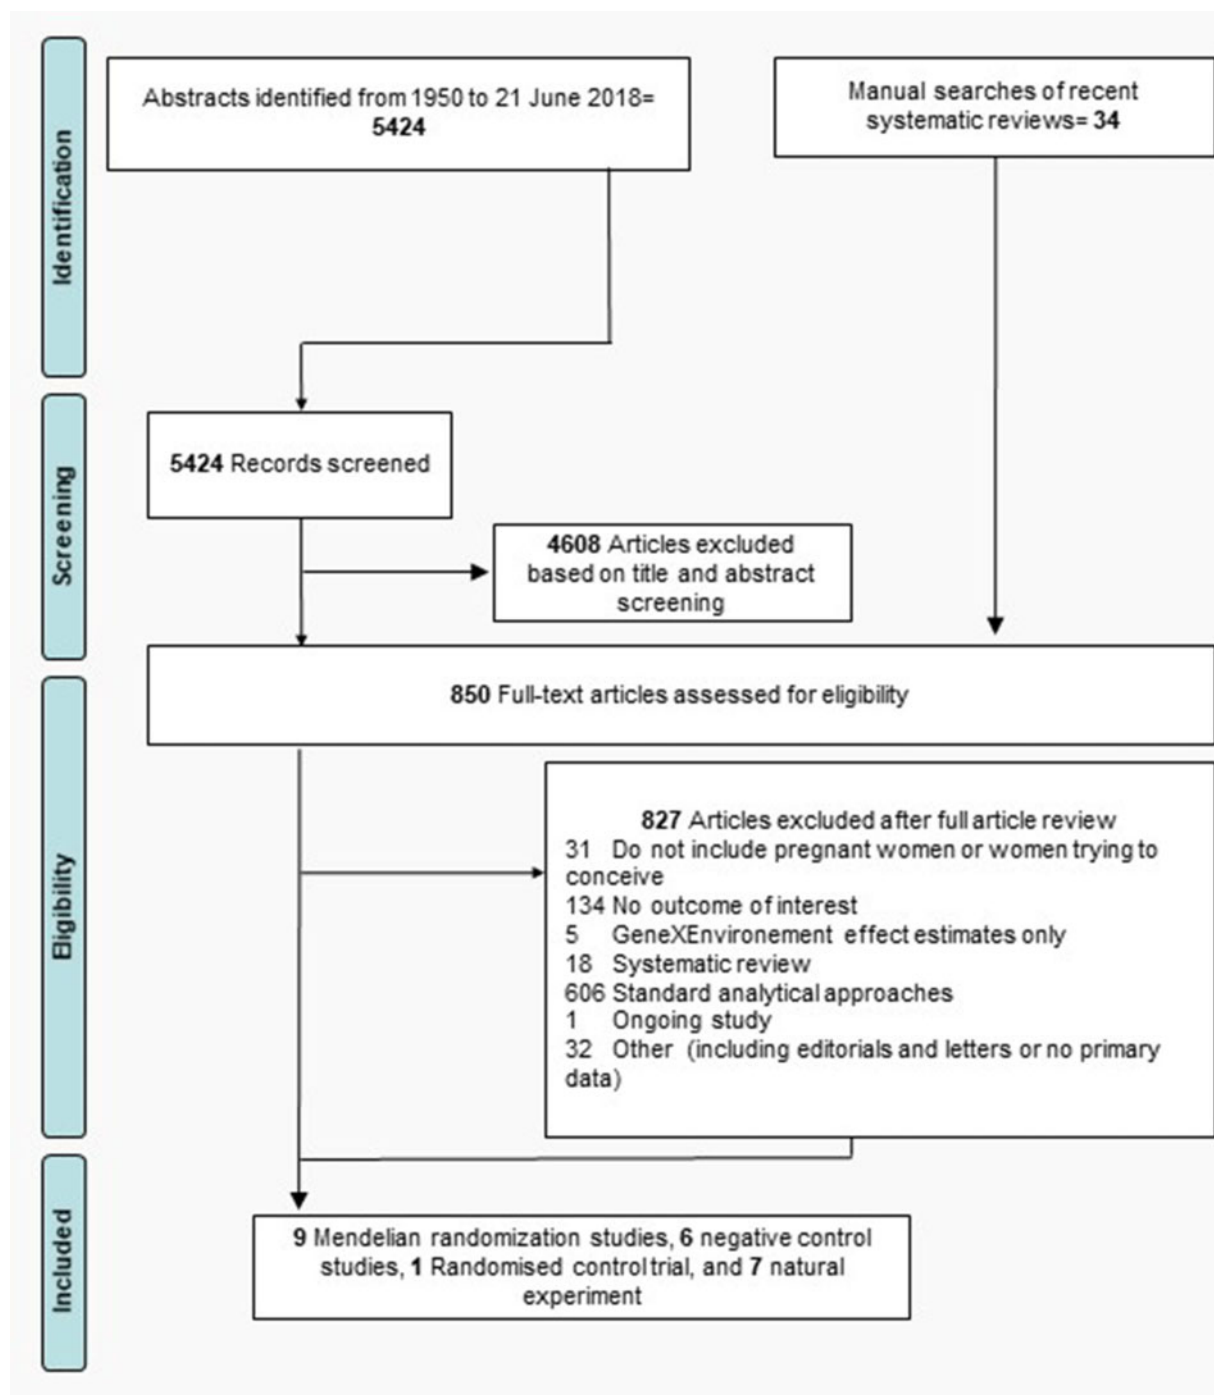 Identification
Abstracts identified from 1950 to 21 June 2018=
5424
Manual searches of recent
systematic reviews= 34
Screening
5424 Records screened
4608 Articles excluded
based on title and abstract
screening
Eligibility
850 Full-text articles assessed for eligibility
827 Articles excluded after full article review
31 Do not include pregnant women or women trying to
conceive
134 No outcome of interest
5 GeneXEnvironement effect estimates only
18 Systematic review
606 Standard analytical approaches
1 Ongoing study
32 Other (including editorials and letters or no primary
data)
Included
9 Mendelian randomization studies, 6 negative control
studies, 1 Randomised control trial, and 7 natural
experiment